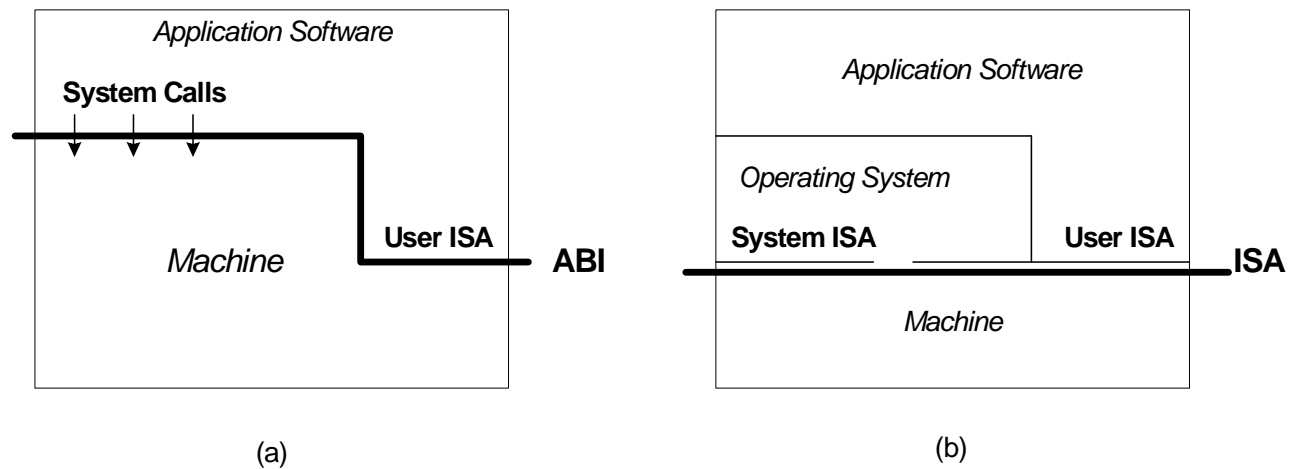 Application Software
System Calls
User ISA
Machine
ABI
(a)
Application Software
Operating System
System ISA
User ISA
ISA
Machine
(b)